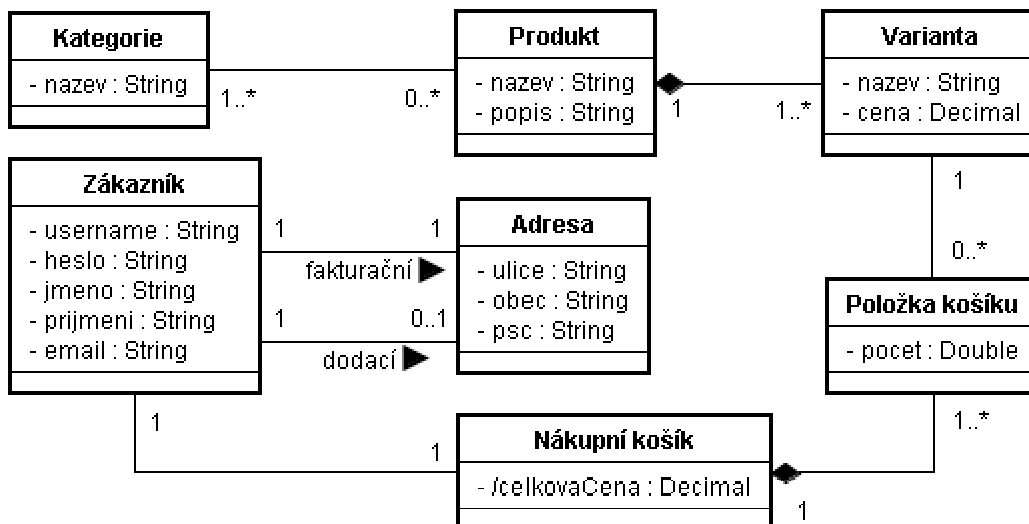 Kategorie
- nazev : String
1..*
0..*
Produkt
- nazev : String
- popis : String
1
1..*
Varianta
- nazev : String
- cena : Decimal
1
0..*
Zákazník
- username : String
- heslo : String
- jmeno : String
- prijmeni : String
- email : String
1
1
fakturační
1
0..1
dodací
Adresa
- ulice : String
- obec : String
- psc : String
Položka košíku
- pocet : Double
1..*
1
1
Nákupní košík
- /celkovaCena : Decimal
1